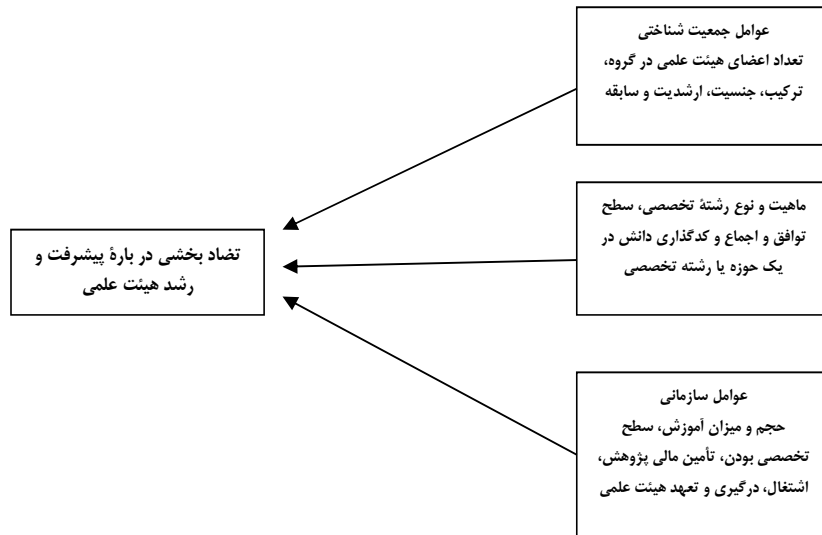 عوامل جمعیت شناختی
تعداد اعضای هیئت علمی در گروه،
ترکیب، جنسیت، ارشدیت و سابقه
ماهیت و نوع رشتهٔ تخصصی، سطح
توافق و اجماع و کدگذاری دانش در
یک حوزه یا رشته تخصصی
تضاد بخشی در بارهٔ پیشرفت و
رشد هیئت علمی
عوامل سازمانی
حجم و میزان آموزش، سطح
تخصصی بودن، تأمین مالی پژوهش،
اشتغال، درگیری و تعهد هیئت علمی